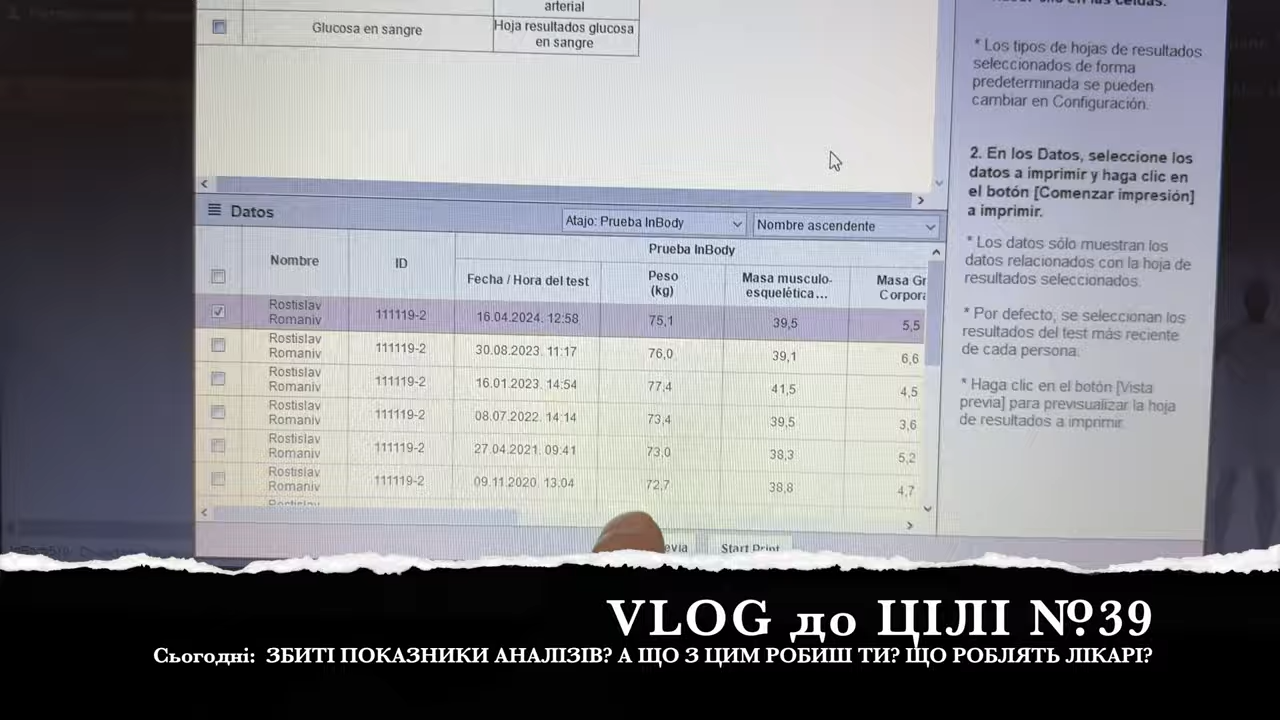 arterial
Glucosa en sangre
Hoja resultados glucosa
en sangre
* Los tipos de hojas de resultados
seleccionados de forma
predeterminada se pueden
cambiar en Configuración.
2. En los Datos, seleccione los
datos a imprimir y haga clic en
el botón [Comenzar impresión]
a imprimir.
* Los datos sólo muestran los
datos relacionados con la hoja de
resultados seleccionados.
* Por defecto, se seleccionan los
resultados del test más reciente
de cada persona.
* Haga clic en el botón [Vista
previa] para previsualizar la hoja
de resultados a imprimir.
Datos
Atajo: Prueba InBody
Nombre ascendente
Prueba InBody
Nombre
ID
Fecha / Hora del test
Peso
(kg)
Masa musculo-
esquelética...
Masa Gr
Corpora
Rostislav
Romaniv
111119-2
16.04.2024. 12:58
75,1
39,5
5,5
Rostislav
Romaniv
111119-2
30.08.2023. 11:17
76,0
39,1
6,6
Rostislav
Romaniv
111119-2
16.01.2023. 14:54
77,4
41,5
4,5
Rostislav
Romaniv
111119-2
08.07.2022. 14:14
73,4
39,5
3,6
Rostislav
Romaniv
111119-2
27.04.2021. 09:41
73,0
38,3
5,2
Rostislav
Romaniv
111119-2
09.11.2020. 13:04
72,7
38,8
4,7
Rostislav
evia
Start Print
VLOG до ЦІЛІ №39
Сьогодні: ЗБИТІ ПОКАЗНИКИ АНАЛІЗІВ? А ЩО З ЦИМ РОБИШ ТИ? ЩО РОБЛЯТЬ ЛІКАРІ?